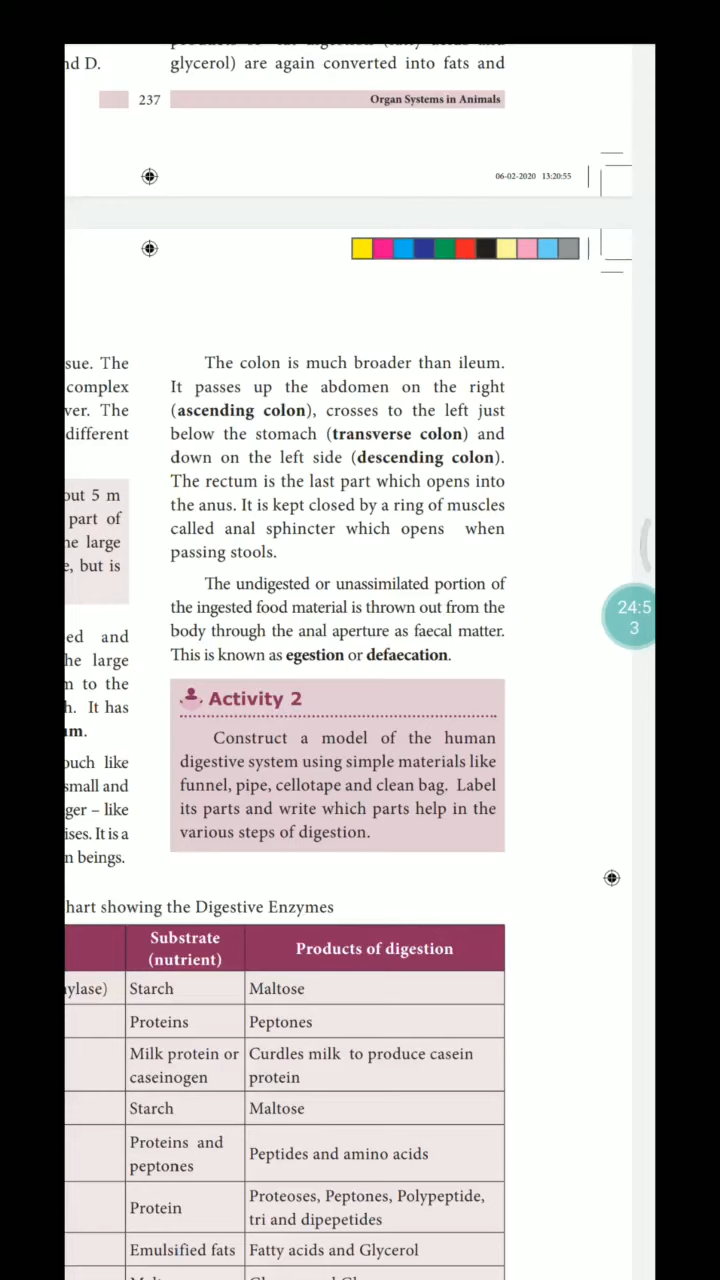 nd D.
glycerol) are again converted into fats and
237
Organ Systems in Animals
06-02-2020 13:20:55
sue. The
complex
ver. The
different
out 5 m
part of
he large
e, but is
ed and
he large
m to the
h. It has
um.
ouch like
small and
ger – like
ises. It is a
n beings.
The colon is much broader than ileum.
It passes up the abdomen on the right
(ascending colon), crosses to the left just
below the stomach (transverse colon) and
down on the left side (descending colon).
The rectum is the last part which opens into
the anus. It is kept closed by a ring of muscles
called anal sphincter which opens when
passing stools.
The undigested or unassimilated portion of
the ingested food material is thrown out from the
body through the anal aperture as faecal matter.
This is known as egestion or defaecation.
Activity 2
Construct a model of the human
digestive system using simple materials like
funnel, pipe, cellotape and clean bag. Label
its parts and write which parts help in the
various steps of digestion.
24:5
3
hart showing the Digestive Enzymes
Substrate
(nutrient)
Products of digestion
ylase) Starch Maltose
Proteins Peptones
Milk protein or
caseinogen
Curdles milk to produce casein
protein
Starch Maltose
Proteins and
peptones
Peptides and amino acids
Protein
Proteoses, Peptones, Polypeptide,
tri and dipepetides
Emulsified fats Fatty acids and Glycerol